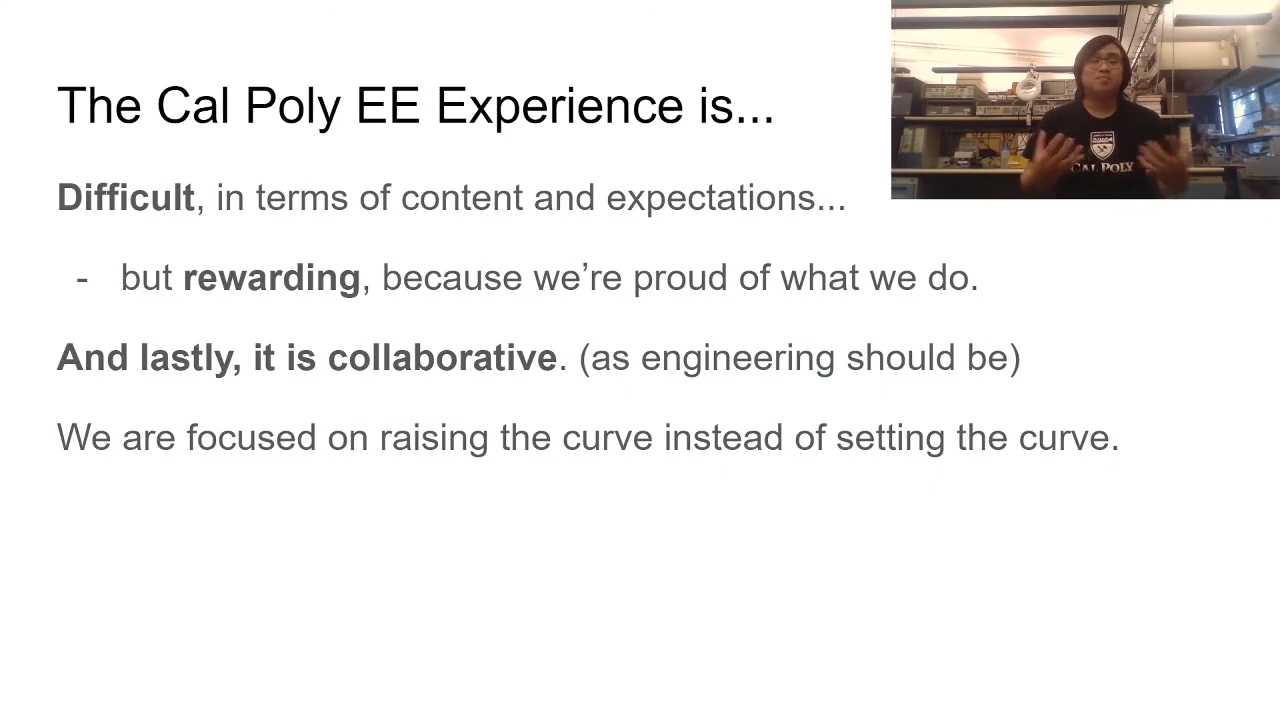 The Cal Poly EE Experience is...
Difficult, in terms of content and expectations...
- but rewarding, because we’re proud of what we do.
And lastly, it is collaborative. (as engineering should be)
We are focused on raising the curve instead of setting the curve.
CAL POLY